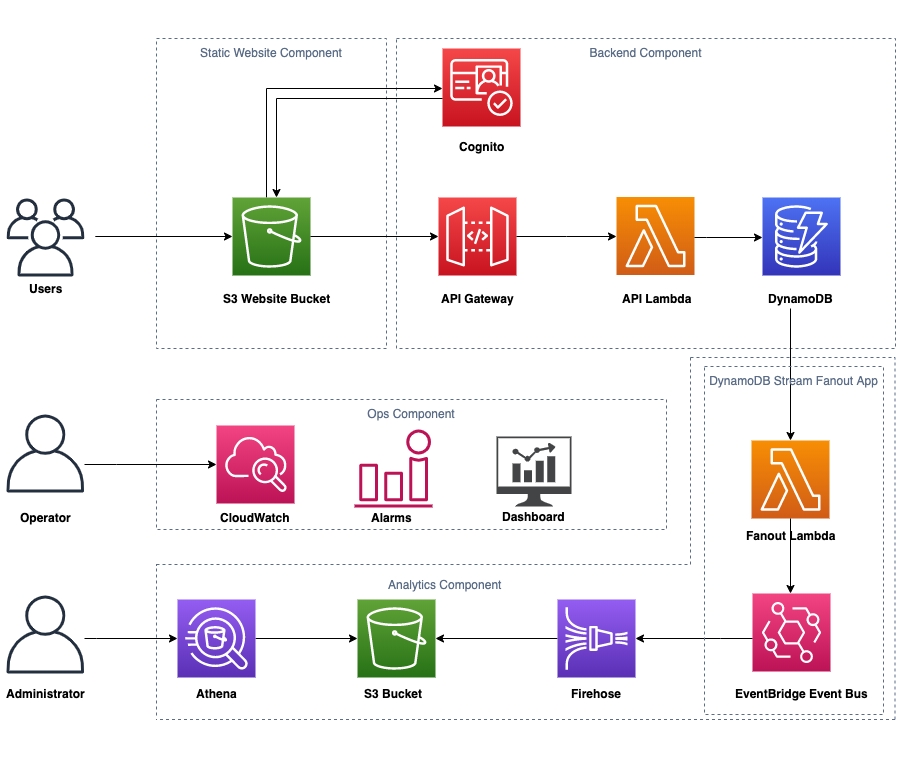 Static Website Component
Backend Component
Cognito
Users
S3 Website Bucket
API Gateway
</>
API Lambda
DynamoDB
DynamoDB Stream Fanout App
Ops Component
Operator
CloudWatch
Alarms
Dashboard
Fanout Lambda
Analytics Component
Administrator
Athena
S3 Bucket
Firehose
EventBridge Event Bus